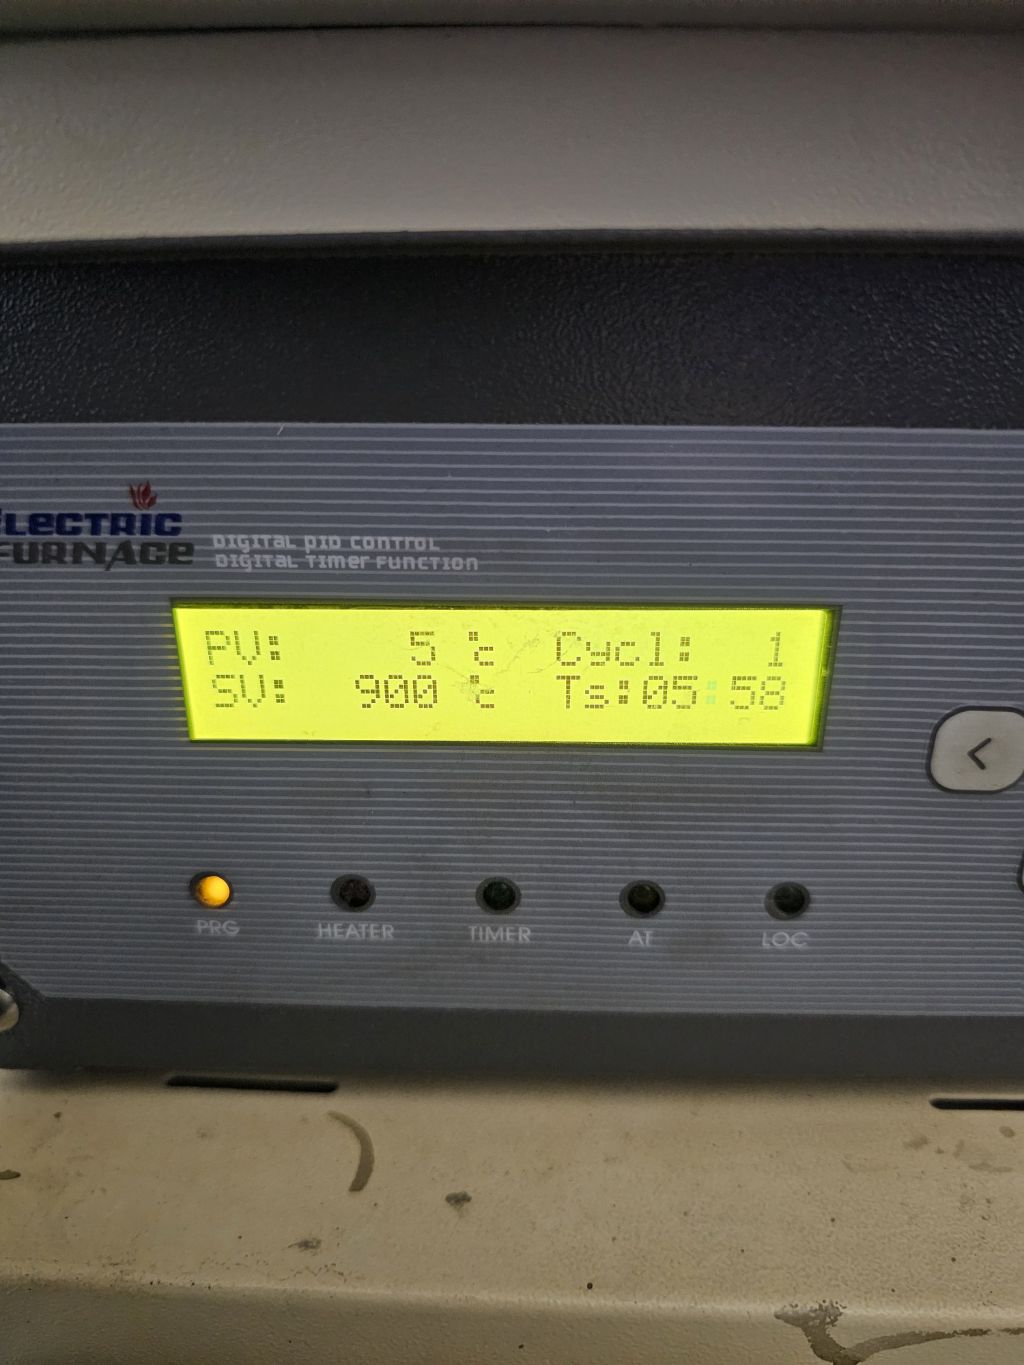 ELECTRIC
FURNACE
DIGITAL PID CONTROL
DIGITAL TIMER FUNCTION
PV: 5 ℃ Cycl: 1
SV: 900 ℃ Ts:05:58
<
PRG HEATER TIMER AT LOC